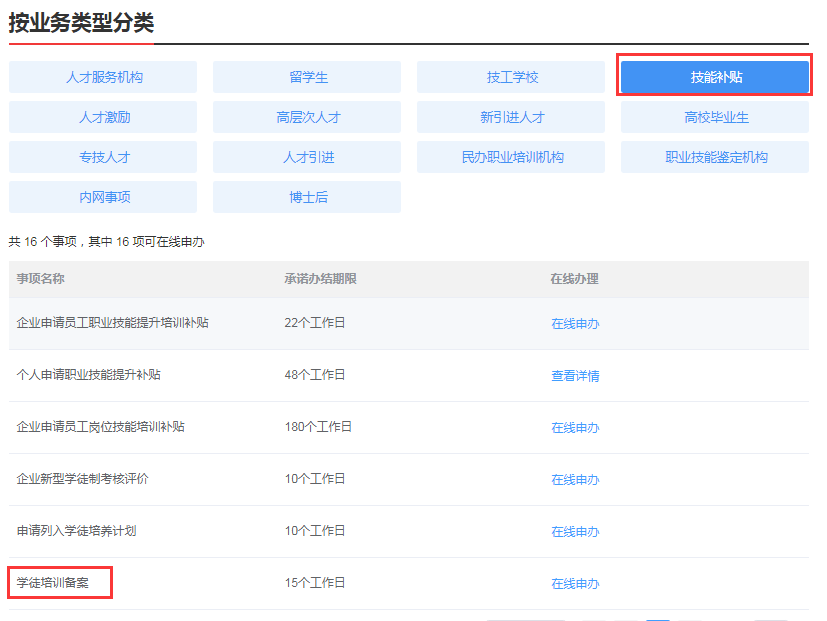 按业务类型分类
人才服务机构 留学生 技工学校 技能补贴
人才激励 高层次人才 新引进人才 高校毕业生
专技人才 人才引进 民办职业培训机构 职业技能鉴定机构
内网事项 博士后
共 16 个事项，其中 16 项可在线申办
事项名称 承诺办结期限 在线办理
企业申请员工职业技能提升培训补贴 22个工作日 在线申办
个人申请职业技能提升补贴 48个工作日 查看详情
企业申请员工岗位技能培训补贴 180个工作日 在线申办
企业新型学徒制考核评价 10个工作日 在线申办
申请列入学徒培养计划 10个工作日 在线申办
学徒培训备案 15个工作日 在线申办